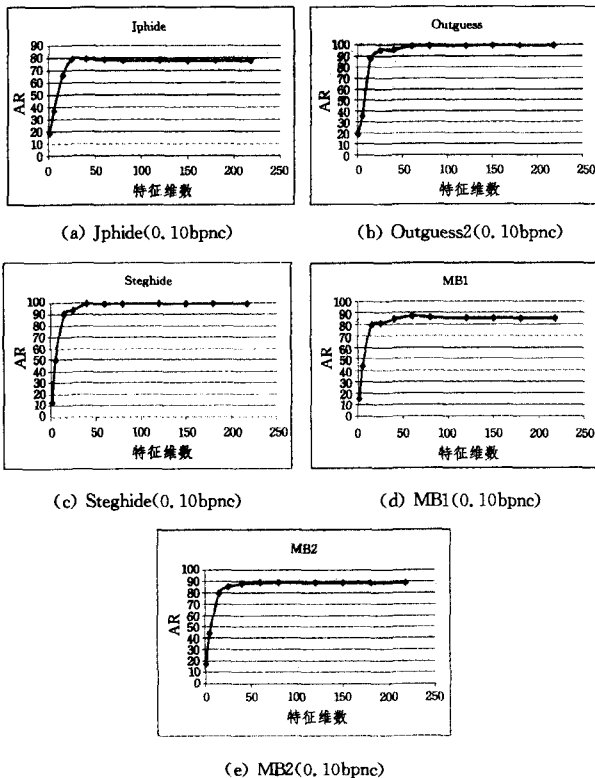 Jphide
AR
90
80
70
60
50
40
30
20
10
0
0 50 100 150 200 250
特征维数
(a) Jphide(0.10bpnc)
Outguess
AR
100
90
80
70
60
50
40
30
20
10
0
0 50 100 150 200 250
特征维数
(b) Outguess2(0.10bpnc)
Steghide
AR
100
90
80
70
60
50
40
30
20
10
0
0 50 100 150 200 250
特征维数
(c) Steghide(0.10bpnc)
MB1
AR
100
90
80
70
60
50
40
30
20
10
0
0 50 100 150 200 250
特征维数
(d) MB1(0.10bpnc)
MB2
AR
100
90
80
70
60
50
40
30
20
10
0
0 50 100 150 200 250
特征维数
(e) MB2(0.10bpnc)